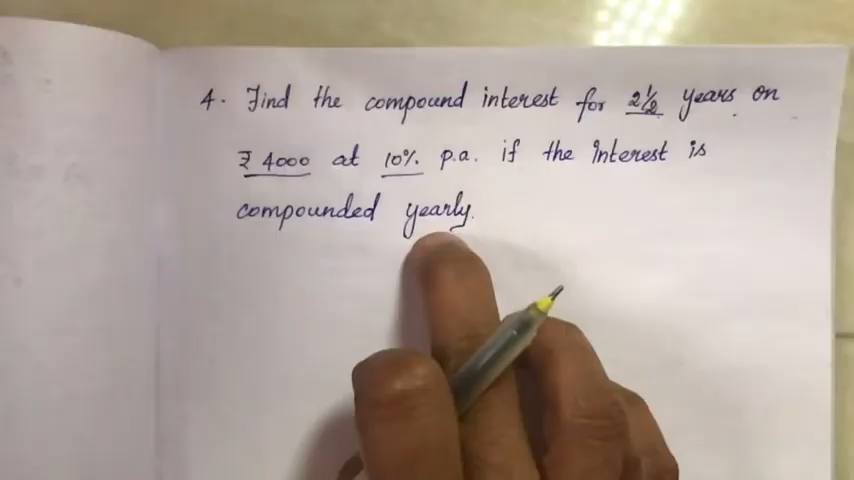 4. Find the compound interest for 2½ years on
₹ 4000 at 10% p.a. if the interest is
compounded yearly.